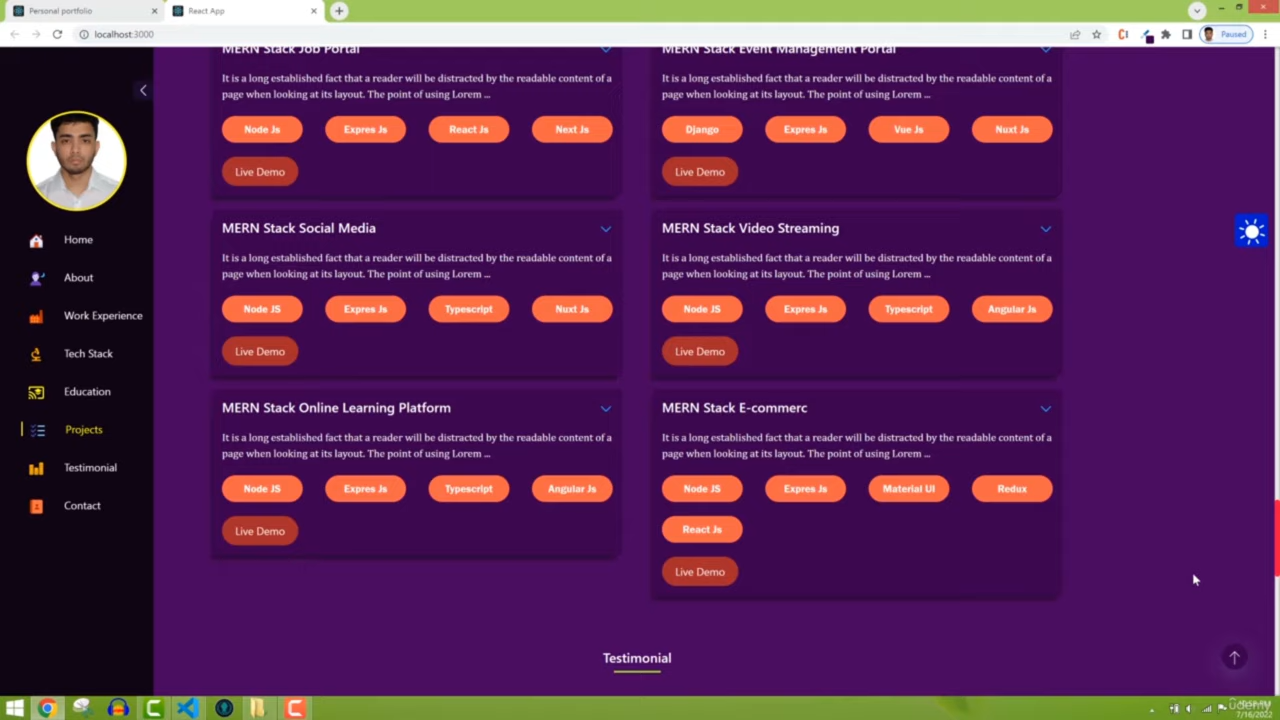 Personal portfolio
React App
localhost:3000
Paused
MERN Stack Job Portal
It is a long established fact that a reader will be distracted by the readable content of a
page when looking at its layout. The point of using Lorem ...
Node Js
Expres Js
React Js
Next Js
Live Demo
MERN Stack Event Management Portal
It is a long established fact that a reader will be distracted by the readable content of a
page when looking at its layout. The point of using Lorem ...
Django
Expres Js
Vue Js
Nuxt Js
Live Demo
Home
About
Work Experience
Tech Stack
Education
Projects
Testimonial
Contact
MERN Stack Social Media
It is a long established fact that a reader will be distracted by the readable content of a
page when looking at its layout. The point of using Lorem ...
Node JS
Expres Js
Typescript
Nuxt Js
Live Demo
MERN Stack Video Streaming
It is a long established fact that a reader will be distracted by the readable content of a
page when looking at its layout. The point of using Lorem ...
Node JS
Expres Js
Typescript
Angular Js
Live Demo
MERN Stack Online Learning Platform
It is a long established fact that a reader will be distracted by the readable content of a
page when looking at its layout. The point of using Lorem ...
Node JS
Expres Js
Typescript
Angular Js
Live Demo
MERN Stack E-commerc
It is a long established fact that a reader will be distracted by the readable content of a
page when looking at its layout. The point of using Lorem ...
Node JS
Expres Js
Material UI
Redux
React Js
Live Demo
Testimonial
Udemy
7/16/2022